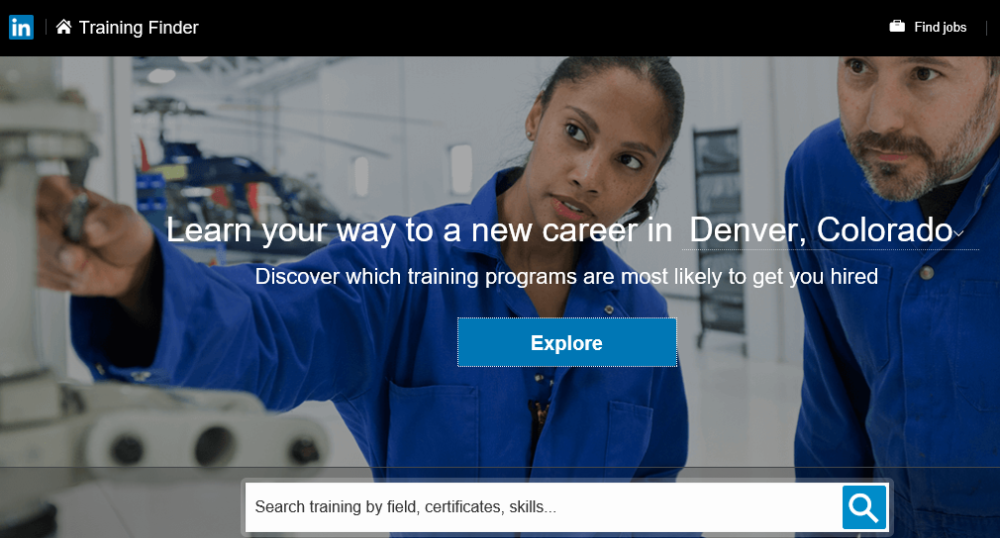 in Training Finder Find jobs
Learn your way to a new career in Denver, Colorado
Discover which training programs are most likely to get you hired
Explore
Search training by field, certificates, skills...